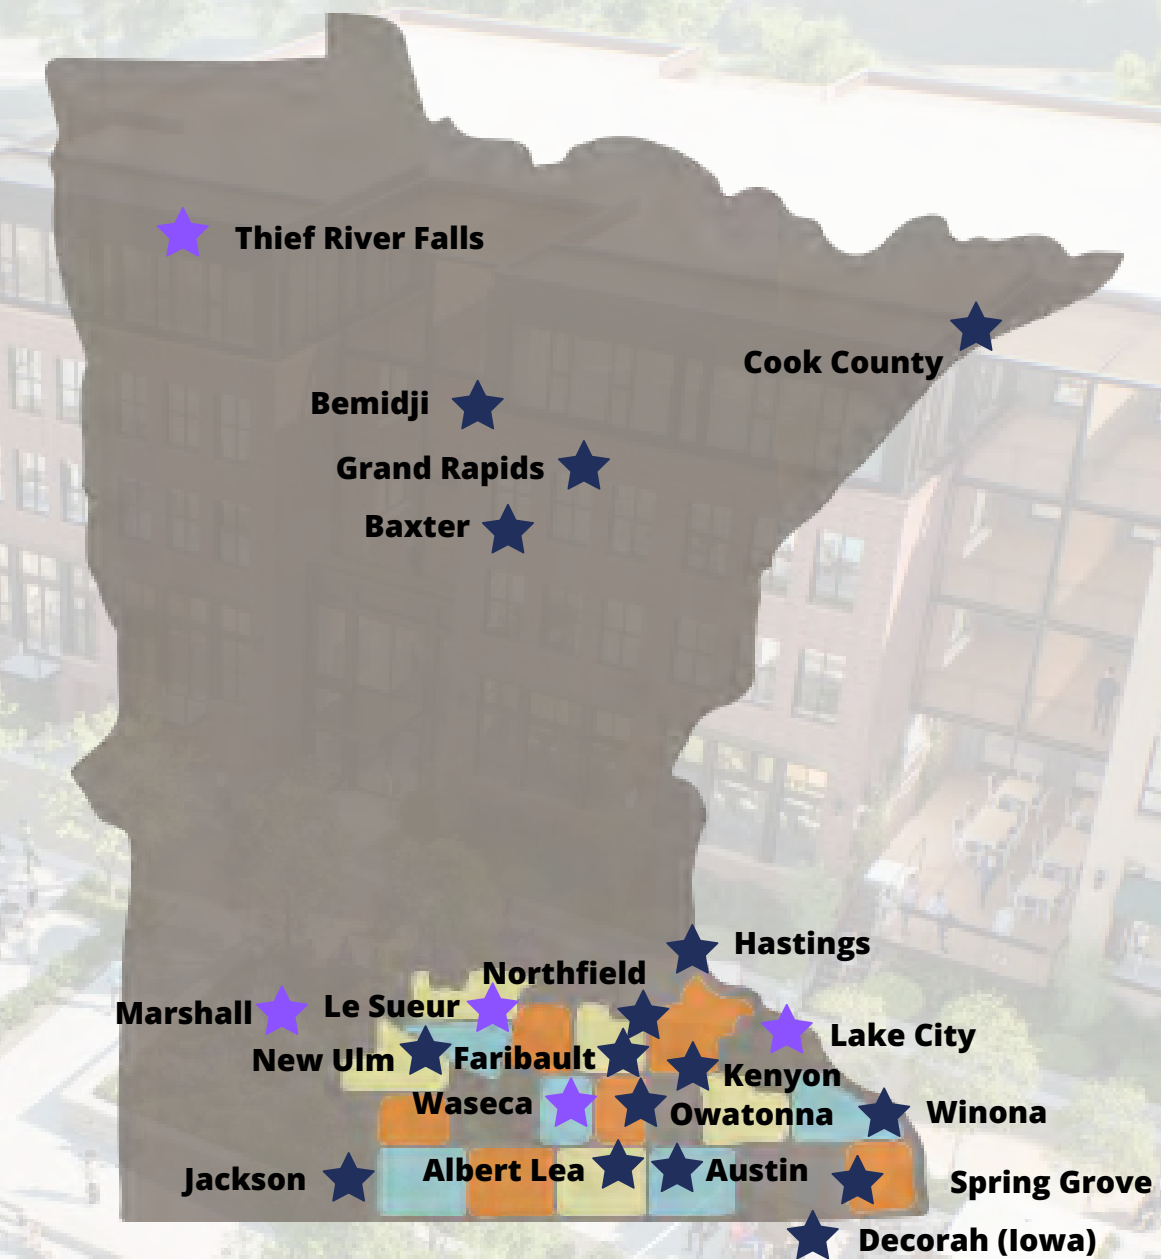 Thief River Falls
Cook County
Bemidji
Grand Rapids
Baxter
Hastings
Northfield
Marshall
Le Sueur
Lake City
New Ulm
Faribault
Kenyon
Waseca
Owatonna
Winona
Jackson
Albert Lea
Austin
Spring Grove
Decorah (Iowa)